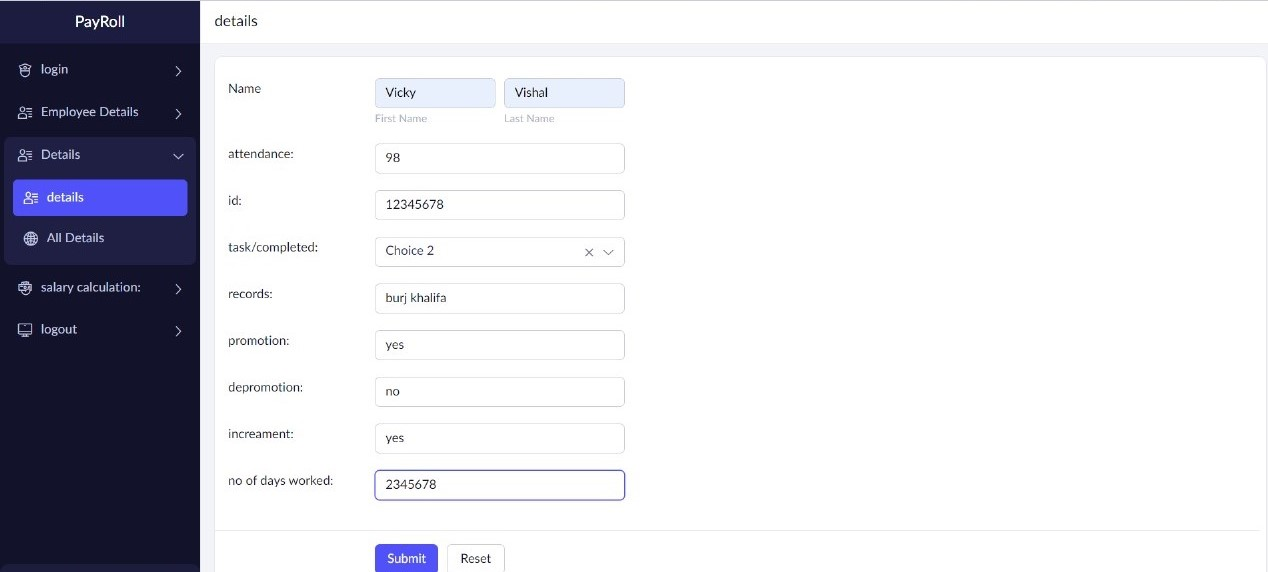 PayRoll
details
login
Employee Details
Details
details
All Details
salary calculation:
logout
Name
Vicky
Vishal
First Name
Last Name
attendance:
98
id:
12345678
task/completed:
Choice 2
records:
burj khalifa
promotion:
yes
depromotion:
no
increament:
yes
no of days worked:
2345678
Submit
Reset